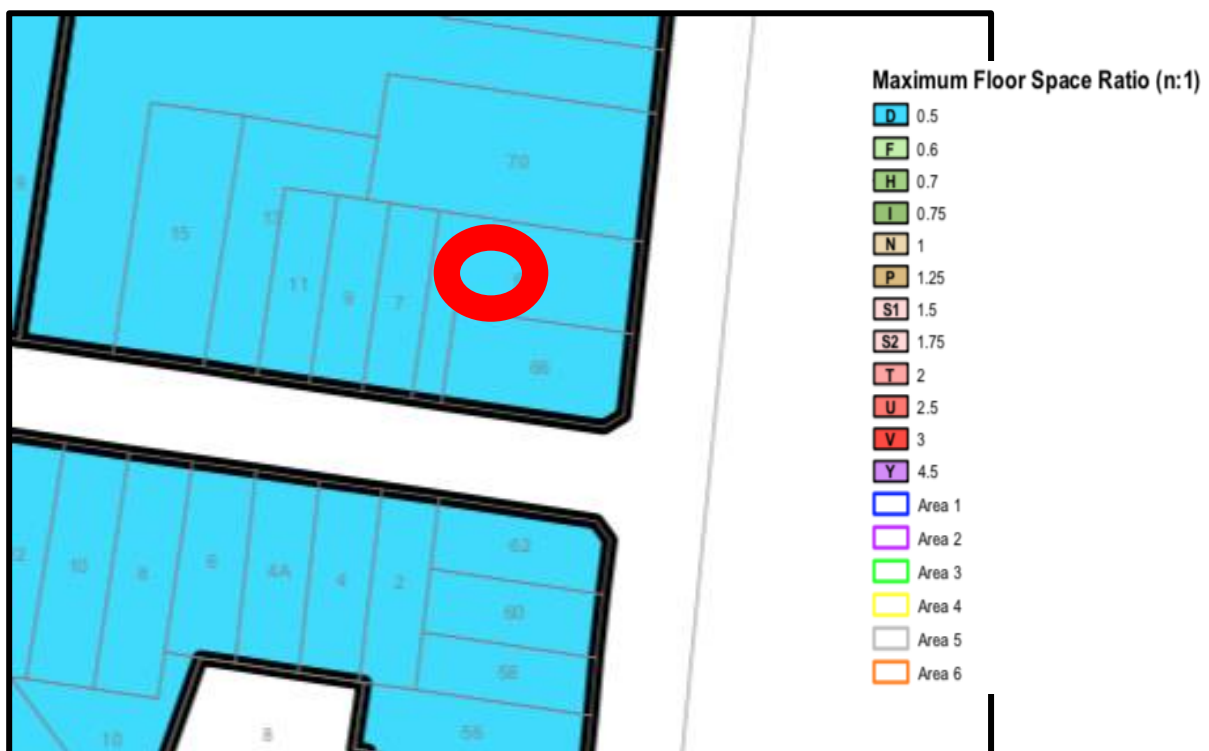 Maximum Floor Space Ratio (n:1)
D 0.5
F 0.6
H 0.7
I 0.75
N 1
P 1.25
S1 1.5
S2 1.75
T 2
U 2.5
V 3
Y 4.5
Area 1
Area 2
Area 3
Area 4
Area 5
Area 6
70
15
11
9
7
66
62
10
8
6
4A
4
2
60
56
10
8